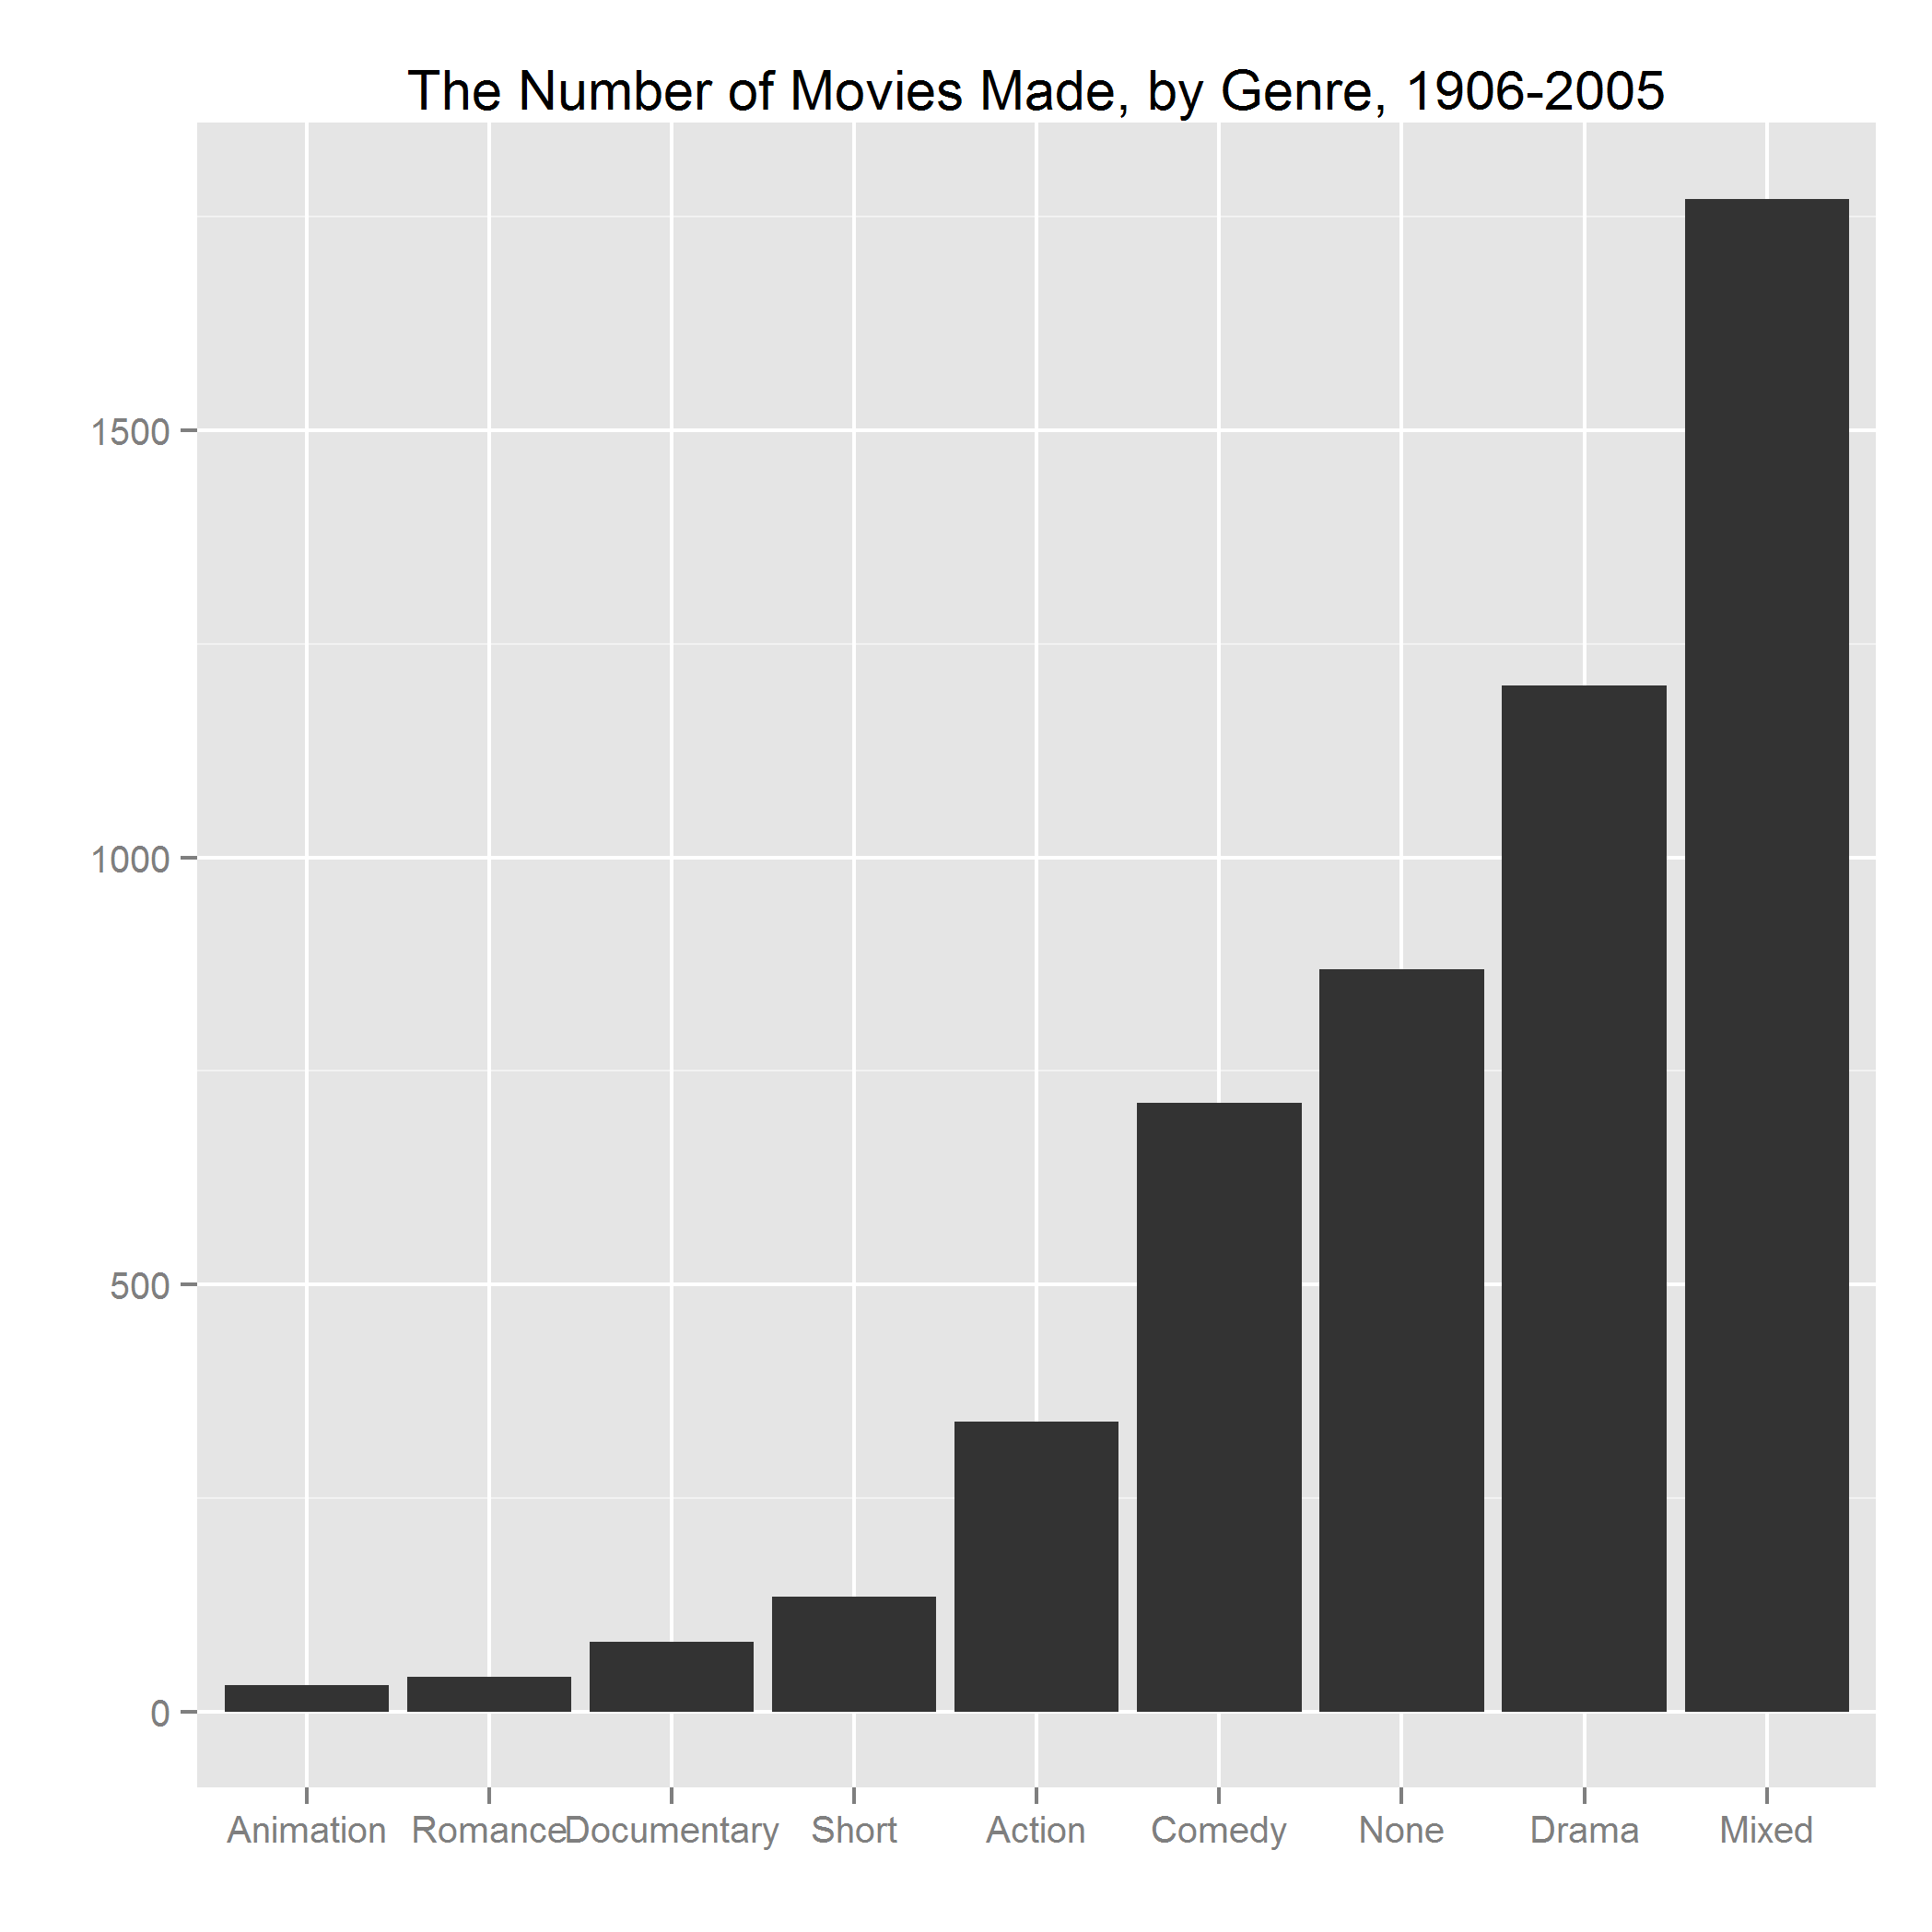 The Number of Movies Made, by Genre, 1906-2005
1500
1000
500
0
Animation Romance Documentary Short Action Comedy None Drama Mixed